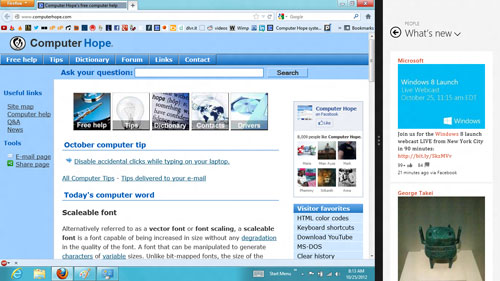 Firefox
Computer Hope's free computer help
www.computerhope.com
Google
videos
Wimp
Computer Hope syste...
Bookmarks
Computer Hope.
Free help
Tips
Dictionary
Forum
Links
Contact
Ask your question:
Search
Useful links
Site map
Computer help
Q&A
News
Tools
E-mail page
Share page
Free help
Tips
Dictionary
Contacts
Drivers
October computer tip
Disable accidental clicks while typing on your laptop.
All Computer Tips - Tips delivered to your e-mail
Today's computer word
Scaleable font
Alternatively referred to as a vector font or font scaling, a scaleable
font is a font capable of being increased in size without any degradation
in the quality of the font. A font that can be manipulated to generate
characters of variable sizes. Unlike bit-mapped fonts, the size of the
Computer Hope
on Facebook
Like
people like Computer Hope.
Visitor favorites
HTML color codes
Keyboard shortcuts
Download YouTube
MS-DOS
Clear history
Start Menu
8:13 AM
10/25/2012
PEOPLE
What's new
Microsoft
Windows 8 Launch
Live Webcast
October 25, 11:15 am EDT
Windows
Join us for the Windows 8 launch
webcast LIVE from New York City
in 90 minutes:
21 minutes ago via Facebook
George Takei